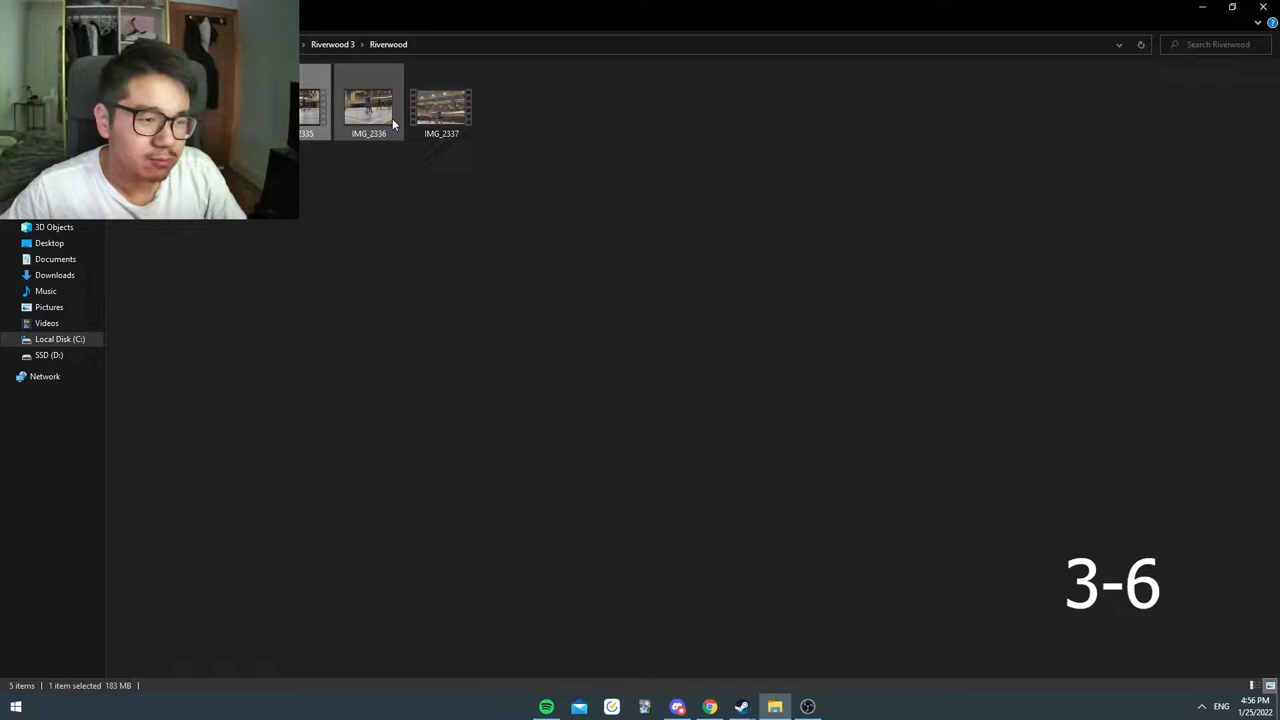 Riverwood 3 > Riverwood
Search Riverwood
2335
IMG_2336
IMG_2337
3D Objects
Desktop
Documents
Downloads
Music
Pictures
Videos
Local Disk (C:)
SSD (D:)
Network
3-6
5 items
1 item selected 183 MB
ENG
4:56 PM
1/25/2022